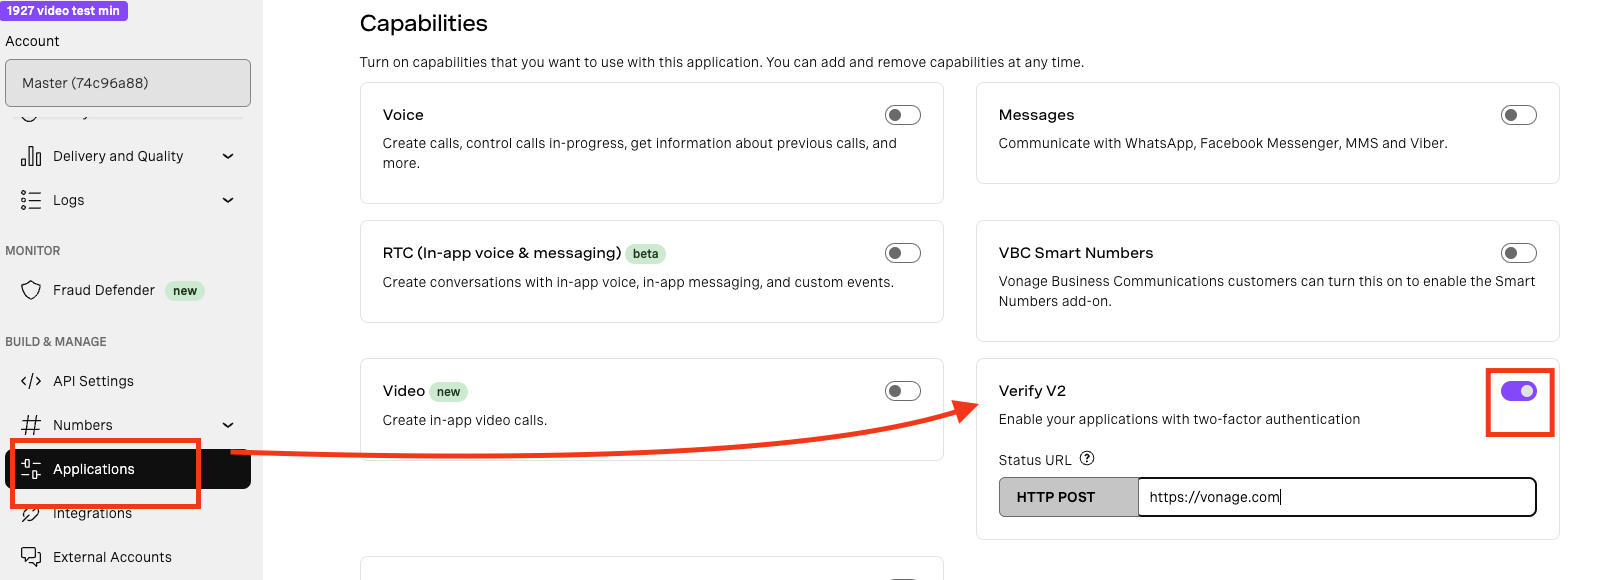 1927 video test min
Account
Master (74c96a88)
Delivery and Quality
Logs
MONITOR
Fraud Defender new
BUILD & MANAGE
API Settings
Numbers
Applications
Integrations
External Accounts
Capabilities
Turn on capabilities that you want to use with this application. You can add and remove capabilities at any time.
Voice
Create calls, control calls in-progress, get information about previous calls, and
more.
Messages
Communicate with WhatsApp, Facebook Messenger, MMS and Viber.
RTC (In-app voice & messaging) beta
Create conversations with in-app voice, in-app messaging, and custom events.
VBC Smart Numbers
Vonage Business Communications customers can turn this on to enable the Smart
Numbers add-on.
Video new
Create in-app video calls.
Verify V2
Enable your applications with two-factor authentication
Status URL ?
HTTP POST https://vonage.com